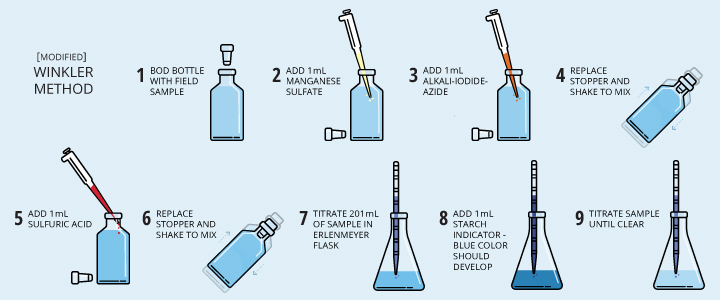 [MODIFIED]
WINKLER
METHOD
1 BOD BOTTLE
WITH FIELD
SAMPLE
2 ADD 1mL
MANGANESE
SULFATE
3 ADD 1mL
ALKALI-IODIDE-
AZIDE
4 REPLACE
STOPPER AND
SHAKE TO MIX
5 ADD 1mL
SULFURIC ACID
6 REPLACE
STOPPER AND
SHAKE TO MIX
7 TITRATE 201mL
OF SAMPLE IN
ERLENMEYER
FLASK
8 ADD 1mL
STARCH
INDICATOR -
BLUE COLOR
SHOULD
DEVELOP
9 TITRATE SAMPLE
UNTIL CLEAR